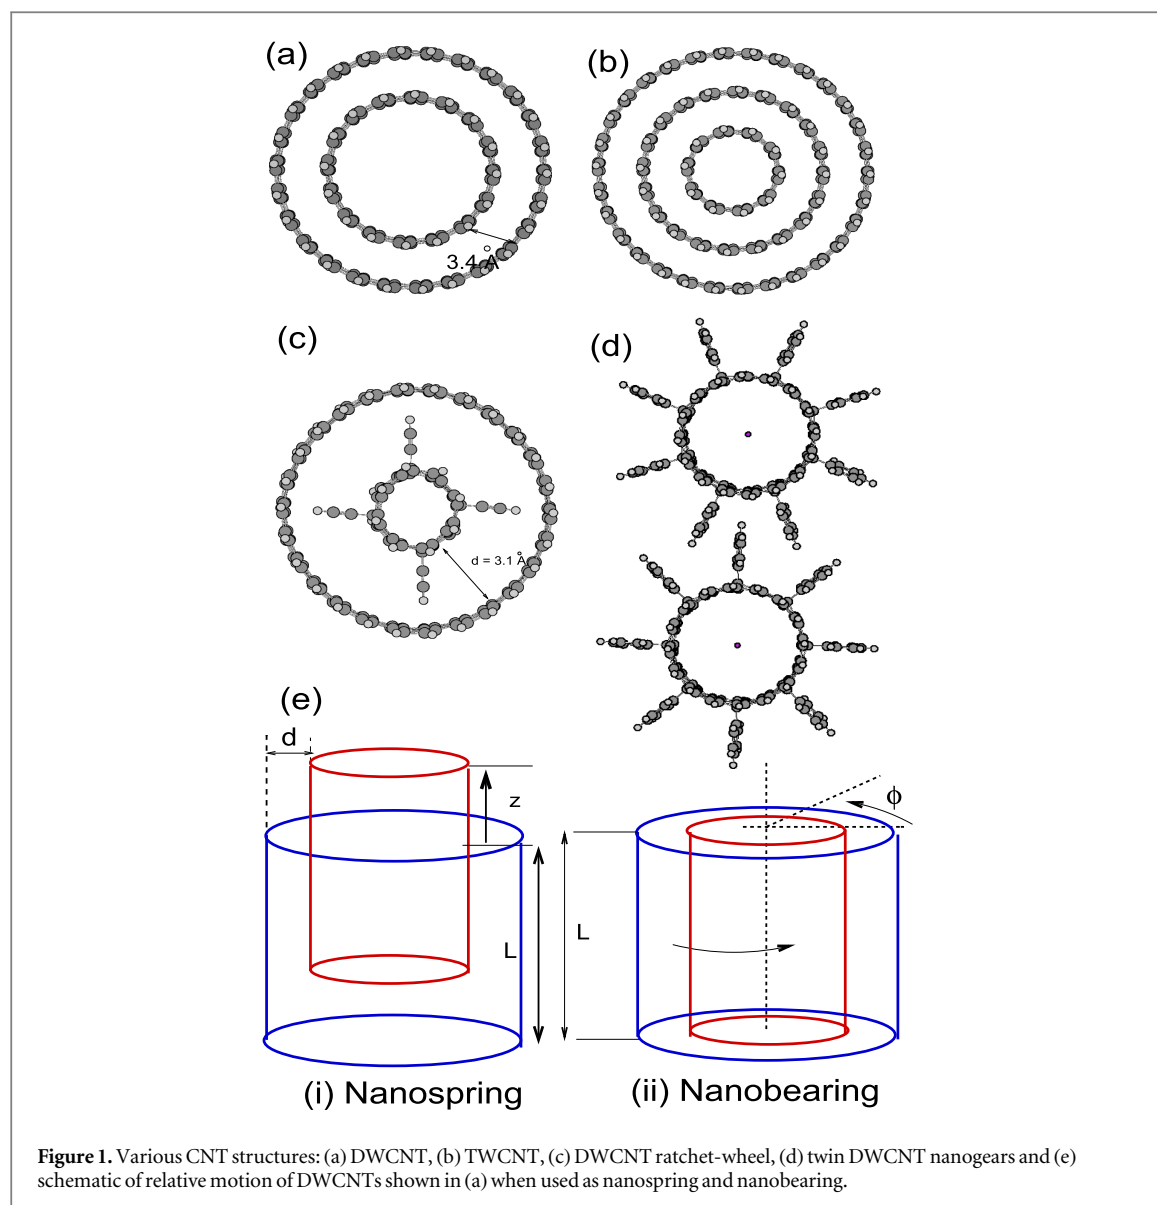 (a)
(b)
3.4 Å
(c)
(d)
d = 3.1 Å
(e)
d
z
ϕ
L
L
(i) Nanospring
(ii) Nanobearing
Figure 1. Various CNT structures: (a) DWCNT, (b) TWCNT, (c) DWCNT ratchet-wheel, (d) twin DWCNT nanogears and (e)
schematic of relative motion of DWCNTs shown in (a) when used as nanospring and nanobearing.